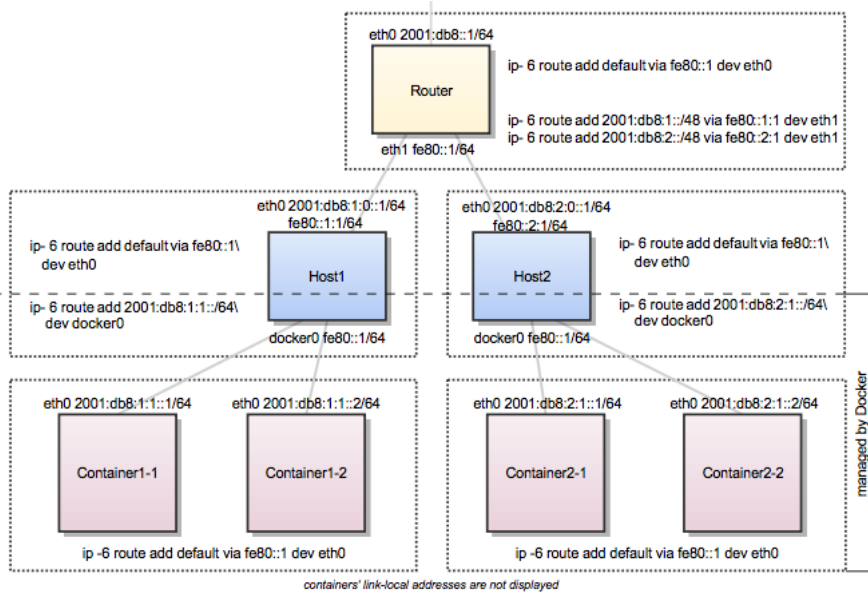 eth0 2001:db8::1/64
ip- 6 route add default via fe80::1 dev eth0
Router
ip- 6 route add 2001:db8:1::/48 via fe80::1:1 dev eth1
ip- 6 route add 2001:db8:2::/48 via fe80::2:1 dev eth1
eth1 fe80::1/64
eth0 2001:db8:1:0::1/64
fe80::1:1/64
ip- 6 route add default via fe80::1\
dev eth0
Host1
ip- 6 route add 2001:db8:1:1::/64\
dev docker0
docker0 fe80::1/64
eth0 2001:db8:2:0::1/64
fe80::2:1/64
ip- 6 route add default via fe80::1\
dev eth0
Host2
ip- 6 route add 2001:db8:2:1::/64\
dev docker0
docker0 fe80::1/64
eth0 2001:db8:1:1::1/64
eth0 2001:db8:1:1::2/64
Container1-1
Container1-2
ip -6 route add default via fe80::1 dev eth0
eth0 2001:db8:2:1::1/64
eth0 2001:db8:2:1::2/64
Container2-1
Container2-2
ip -6 route add default via fe80::1 dev eth0
managed by Docker
containers' link-local addresses are not displayed